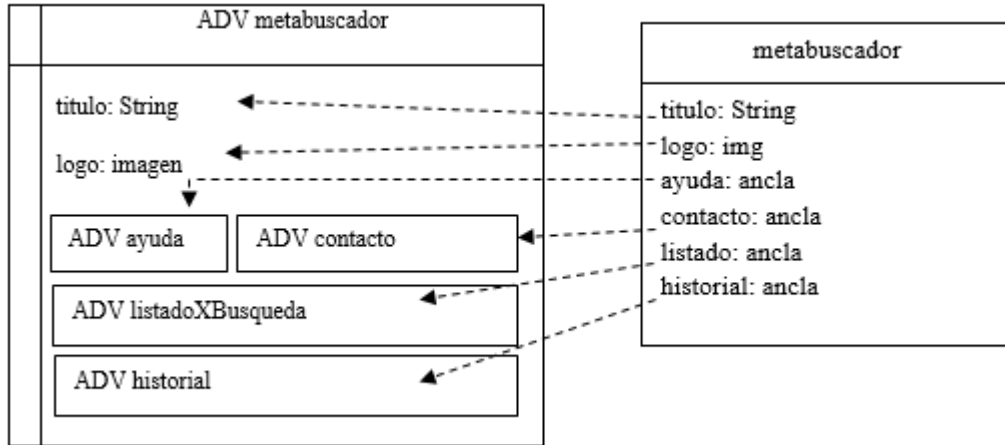 ADV metabuscador
titulo: String
logo: imagen
ADV ayuda
ADV contacto
ADV listadoXBusqueda
ADV historial
metabuscador
titulo: String
logo: img
ayuda: ancla
contacto: ancla
listado: ancla
historial: ancla